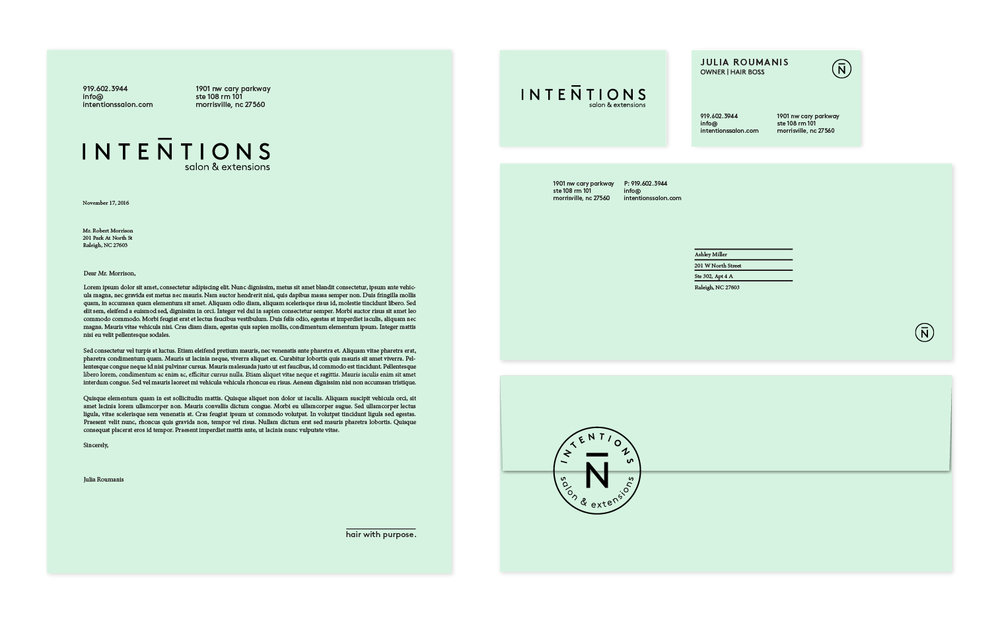 919.602.3944
info@
intentionssalon.com
1901 nw cary parkway
ste 108 rm 101
morrisville, nc 27560
INTEN̄TIONS
salon & extensions
November 17, 2016
Mr. Robert Morrison
201 Park At North St
Raleigh, NC 27603
Dear Mr. Morrison,
Lorem ipsum dolor sit amet, consectetur adipiscing elit. Nunc dignissim, metus sit amet blandit consectetur, ipsum ante vehic-
ula magna, nec gravida est metus nec mauris. Nam auctor hendrerit nisi, quis dapibus massa semper non. Duis fringilla mollis
quam, in accumsan quam elementum sit amet. Aliquam odio diam, aliquam scelerisque risus id, molestie tincidunt libero. Sed
elit sem, eleifend a euismod sed, dignissim in orci. Integer vel dui in sapien consectetur semper. Morbi auctor risus sit amet leo
commodo commodo. Morbi feugiat erat et lectus faucibus vestibulum. Duis felis odio, egestas at imperdiet iaculis, aliquam nec
magna. Mauris vitae vehicula nisi. Cras diam diam, egestas quis sapien mollis, condimentum elementum ipsum. Integer mattis
nisi eu velit pellentesque sodales.
Sed consectetur vel turpis et luctus. Etiam eleifend pretium mauris, nec venenatis ante pharetra et. Aliquam vitae pharetra erat,
pharetra condimentum quam. Mauris ut lacinia neque, viverra aliquet ex. Curabitur lobortis quis mauris sit amet viverra. Pel-
lentesque congue neque id nisi pulvinar cursus. Mauris malesuada justo ut est faucibus, id commodo est tincidunt. Pellentesque
libero lorem, condimentum ac enim ac, efficitur cursus nulla. Etiam aliquet vitae neque et sagittis. Mauris iaculis enim sit amet
interdum congue. Sed vel mauris laoreet mi vehicula vehicula rhoncus eu risus. Aenean dignissim nisi non accumsan tristique.
Quisque elementum quam in est sollicitudin mattis. Quisque aliquet non dolor ut iaculis. Aliquam suscipit vehicula orci, sit
amet lacinia lorem ullamcorper non. Mauris convallis dictum congue. Morbi eu ullamcorper augue. Sed ullamcorper lectus
ligula, vitae scelerisque sem venenatis at. Cras feugiat ipsum ut commodo volutpat. In volutpat tincidunt ligula sed egestas.
Praesent velit nunc, rhoncus quis gravida non, tempor vel risus. Nullam dictum erat sed mauris pharetra lobortis. Quisque
consequat placerat eros id tempor. Praesent imperdiet mattis ante, ut lacinia nunc vulputate vitae.
Sincerely,
Julia Roumanis
hair with purpose.
INTEN̄TIONS
salon & extensions
JULIA ROUMANIS
OWNER | HAIR BOSS
N̄
919.602.3944
info@
intentionssalon.com
1901 nw cary parkway
ste 108 rm 101
morrisville, nc 27560
1901 nw cary parkway
ste 108 rm 101
morrisville, nc 27560
P: 919.602.3944
info@
intentionssalon.com
Ashley Miller
201 W North Street
Ste 302, Apt 4 A
Raleigh, NC 27603
N̄
INTENTIONS
N̄
salon & extensions